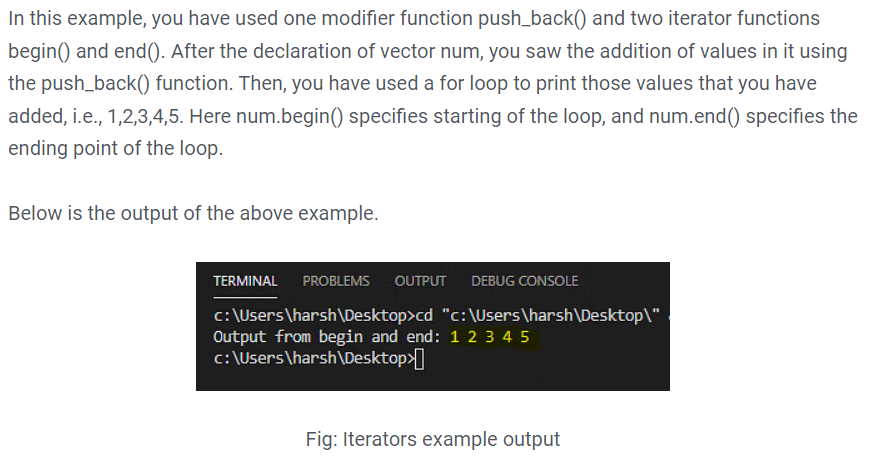 In this example, you have used one modifier function push_back() and two iterator functions
begin() and end(). After the declaration of vector num, you saw the addition of values in it using
the push_back() function. Then, you have used a for loop to print those values that you have
added, i.e., 1,2,3,4,5. Here num.begin() specifies starting of the loop, and num.end() specifies the
ending point of the loop.
Below is the output of the above example.
TERMINAL PROBLEMS OUTPUT DEBUG CONSOLE
c:\Users\harsh\Desktop>cd "c:\Users\harsh\Desktop\"
Output from begin and end: 1 2 3 4 5
c:\Users\harsh\Desktop>
Fig: Iterators example output